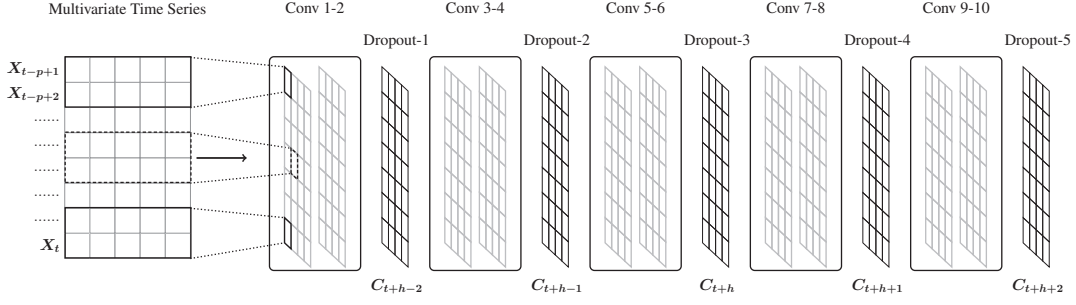 Multivariate Time Series Conv 1-2 Conv 3-4 Conv 5-6 Conv 7-8 Conv 9-10
Dropout-1 Dropout-2 Dropout-3 Dropout-4 Dropout-5
X_{t-p+1}
X_{t-p+2}
......
......
......
......
......
X_t
C_{t+h-2} C_{t+h-1} C_{t+h} C_{t+h+1} C_{t+h+2}